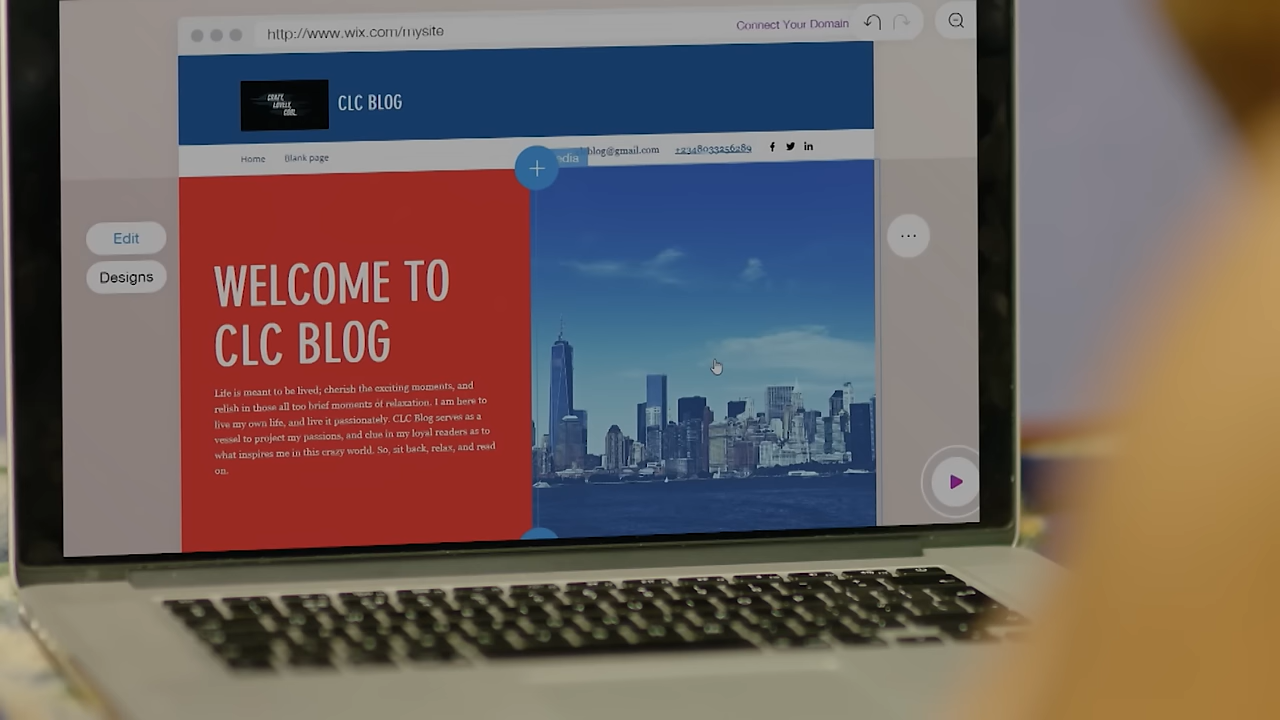 http://www.wix.com/mysite
Connect Your Domain
CRAZY,
LOVELY,
COOL.
CLC BLOG
Home Blank page
blog@gmail.com +2348033256289
Edit
Designs
WELCOME TO
CLC BLOG
Life is meant to be lived; cherish the exciting moments, and
relish in those all too brief moments of relaxation. I am here to
live my own life, and live it passionately. CLC Blog serves as a
vessel to project my passions, and clue in my loyal readers as to
what inspires me in this crazy world. So, sit back, relax, and read
on.